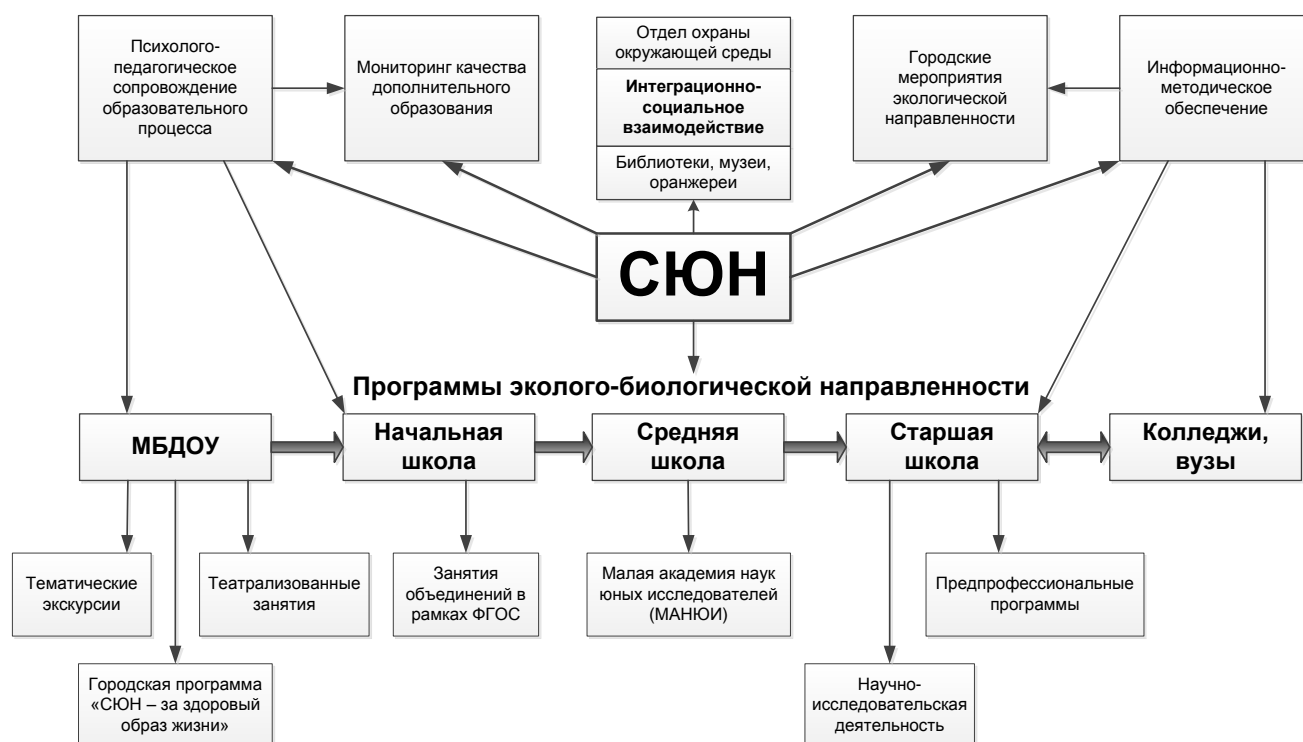 Психолого-
педагогическое
сопровождение
образовательного
процесса
Мониторинг качества
дополнительного
образования
Отдел охраны
окружающей среды
Интеграционно-
социальное
взаимодействие
Библиотеки, музеи,
оранжереи
Городские
мероприятия
экологической
направленности
Информационно-
методическое
обеспечение
СЮН
Программы эколого-биологической направленности
МБДОУ
Начальная
школа
Средняя
школа
Старшая
школа
Колледжи,
вузы
Тематические
экскурсии
Театрализованные
занятия
Занятия
объединений в
рамках ФГОС
Малая академия наук
юных исследователей
(МАНЮИ)
Предпрофессиональные
программы
Городская программа
«СЮН – за здоровый
образ жизни»
Научно-
исследовательская
деятельность